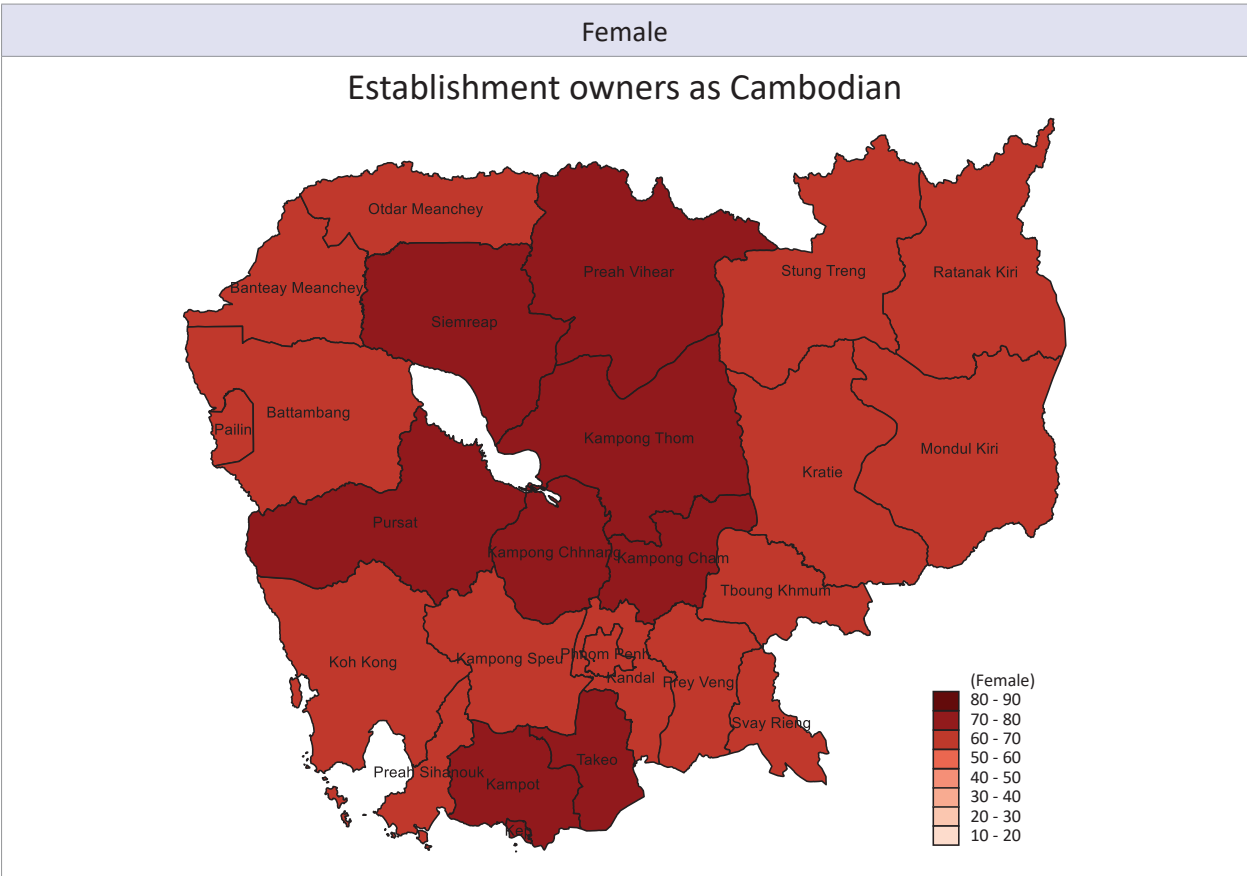 Female
Establishment owners as Cambodian
Otdar Meanchey
Preah Vihear
Stung Treng
Ratanak Kiri
Banteay Meanchey
Siemreap
Battambang
Pailin
Kampong Thom
Mondul Kiri
Kratie
Pursat
Kampong Chhnang
Kampong Cham
Tboung Khmum
Koh Kong
Kampong Speu
Phnom Penh
Kandal
Prey Veng
Svay Rieng
Takeo
Preah Sihanouk
Kampot
Kep
(Female)
80 - 90
70 - 80
60 - 70
50 - 60
40 - 50
30 - 40
20 - 30
10 - 20